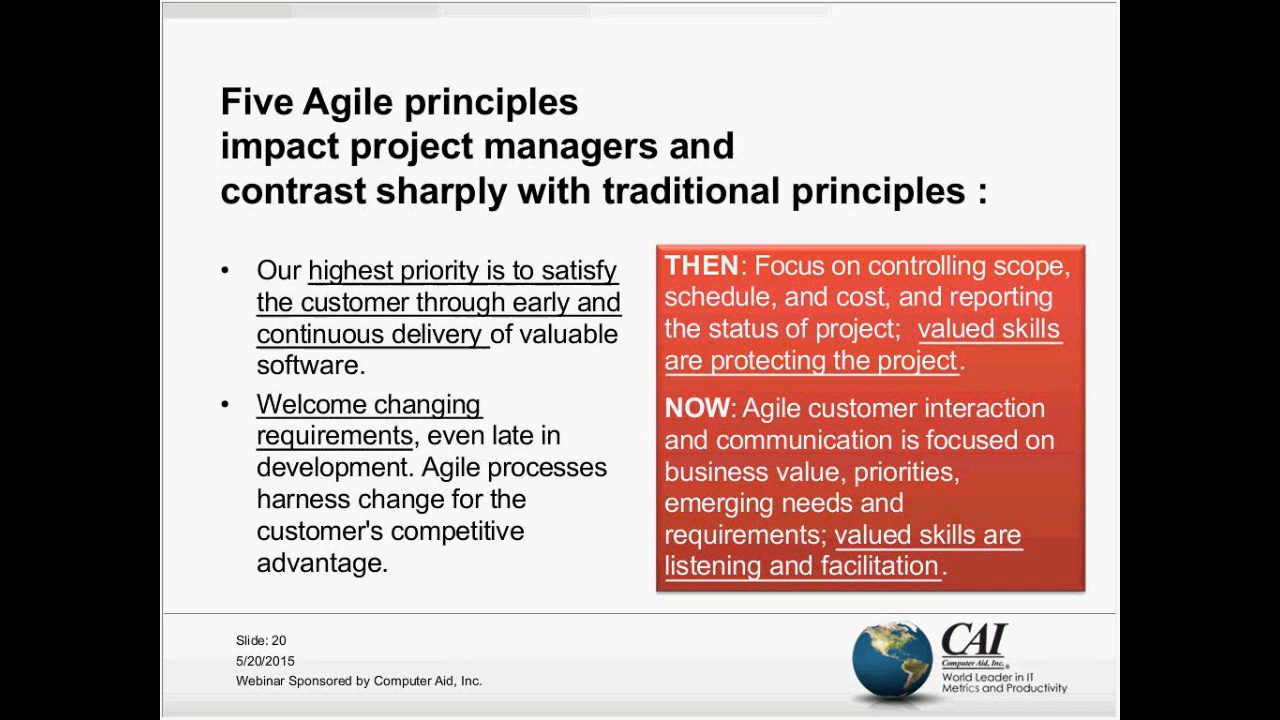 Five Agile principles
impact project managers and
contrast sharply with traditional principles :
• Our highest priority is to satisfy
the customer through early and
continuous delivery of valuable
software.
• Welcome changing
requirements, even late in
development. Agile processes
harness change for the
customer's competitive
advantage.
THEN: Focus on controlling scope,
schedule, and cost, and reporting
the status of project; valued skills
are protecting the project.
NOW: Agile customer interaction
and communication is focused on
business value, priorities,
emerging needs and
requirements; valued skills are
listening and facilitation.
Slide: 20
5/20/2015
Webinar Sponsored by Computer Aid, Inc.
CAI
Computer Aid, Inc.
World Leader in IT
Metrics and Productivity